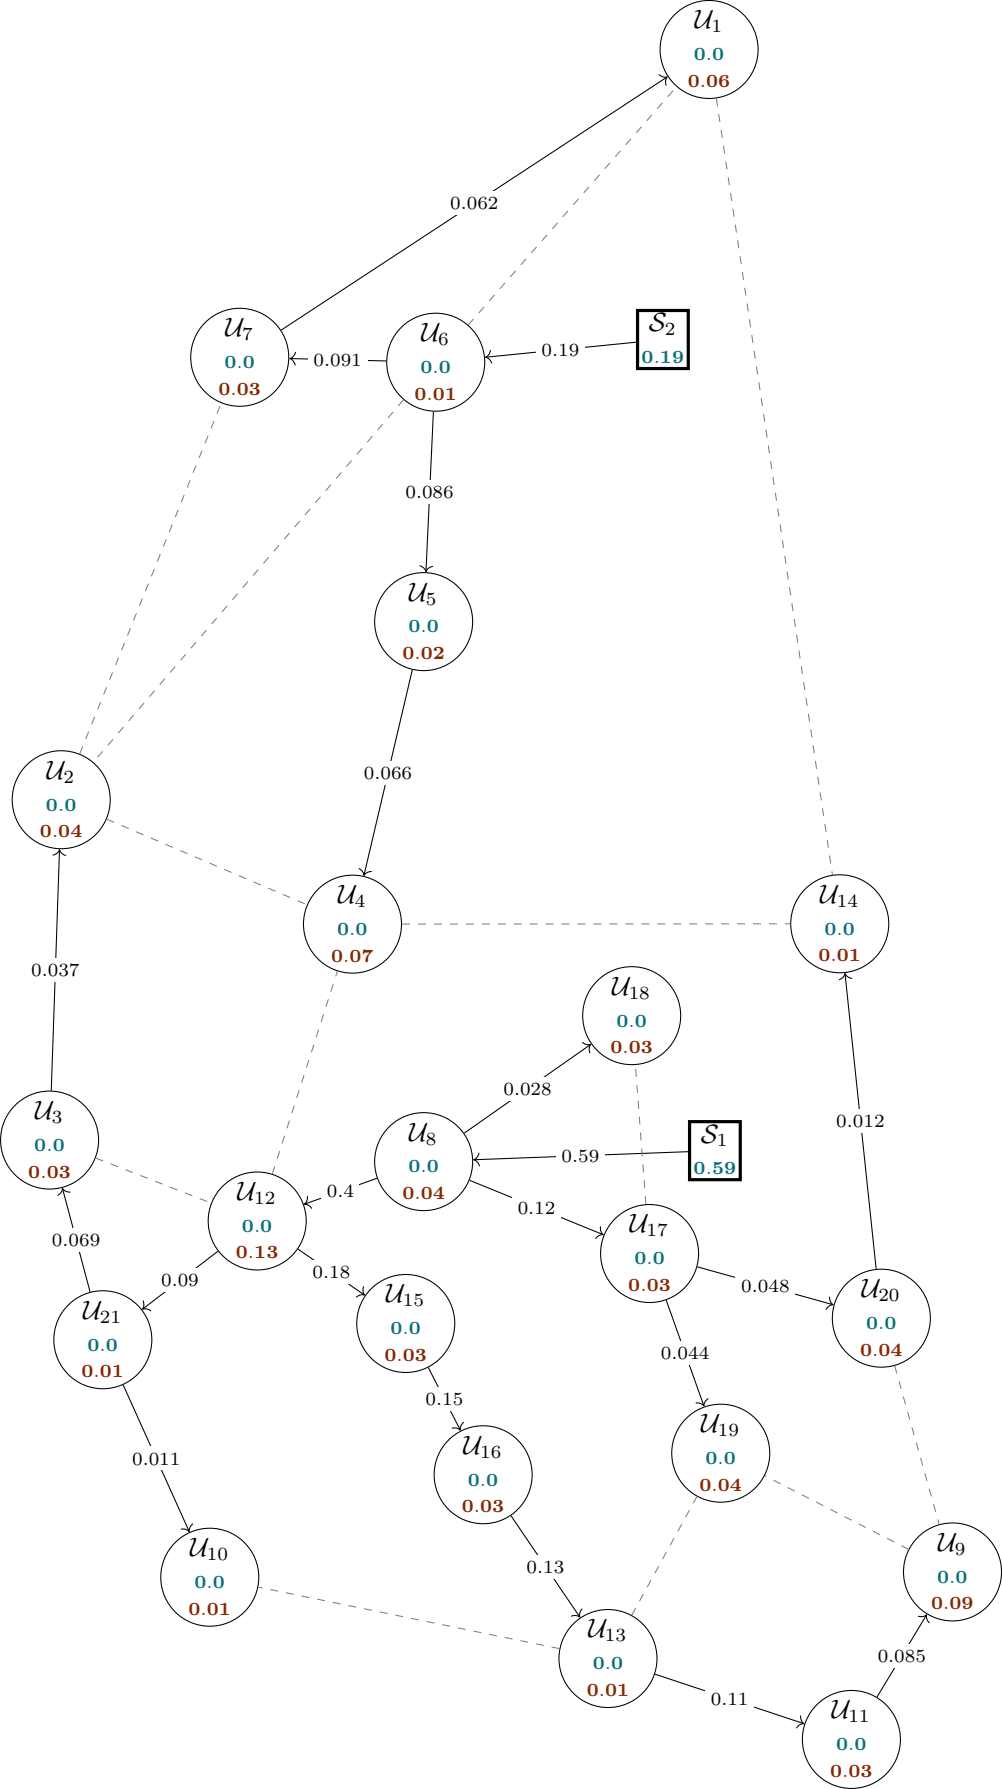 𝒰₁
0.0
0.06
0.062
𝒰₇
0.0
0.03
0.091
𝒰₆
0.0
0.01
0.19
𝒮₂
0.19
0.086
𝒰₅
0.0
0.02
0.066
𝒰₂
0.0
0.04
𝒰₄
0.0
0.07
𝒰₁₄
0.0
0.01
0.037
𝒰₁₈
0.0
0.03
0.028
0.012
𝒰₃
0.0
0.03
𝒰₈
0.0
0.04
0.59
𝒮₁
0.59
𝒰₁₂
0.0
0.13
0.4
0.12
𝒰₁₇
0.0
0.03
0.069
0.09
0.18
0.048
𝒰₂₁
0.0
0.01
𝒰₁₅
0.0
0.03
𝒰₂₀
0.0
0.04
0.044
0.15
𝒰₁₉
0.0
0.04
0.011
𝒰₁₆
0.0
0.03
𝒰₁₀
0.0
0.01
0.13
𝒰₉
0.0
0.09
𝒰₁₃
0.0
0.01
0.085
0.11
𝒰₁₁
0.0
0.03